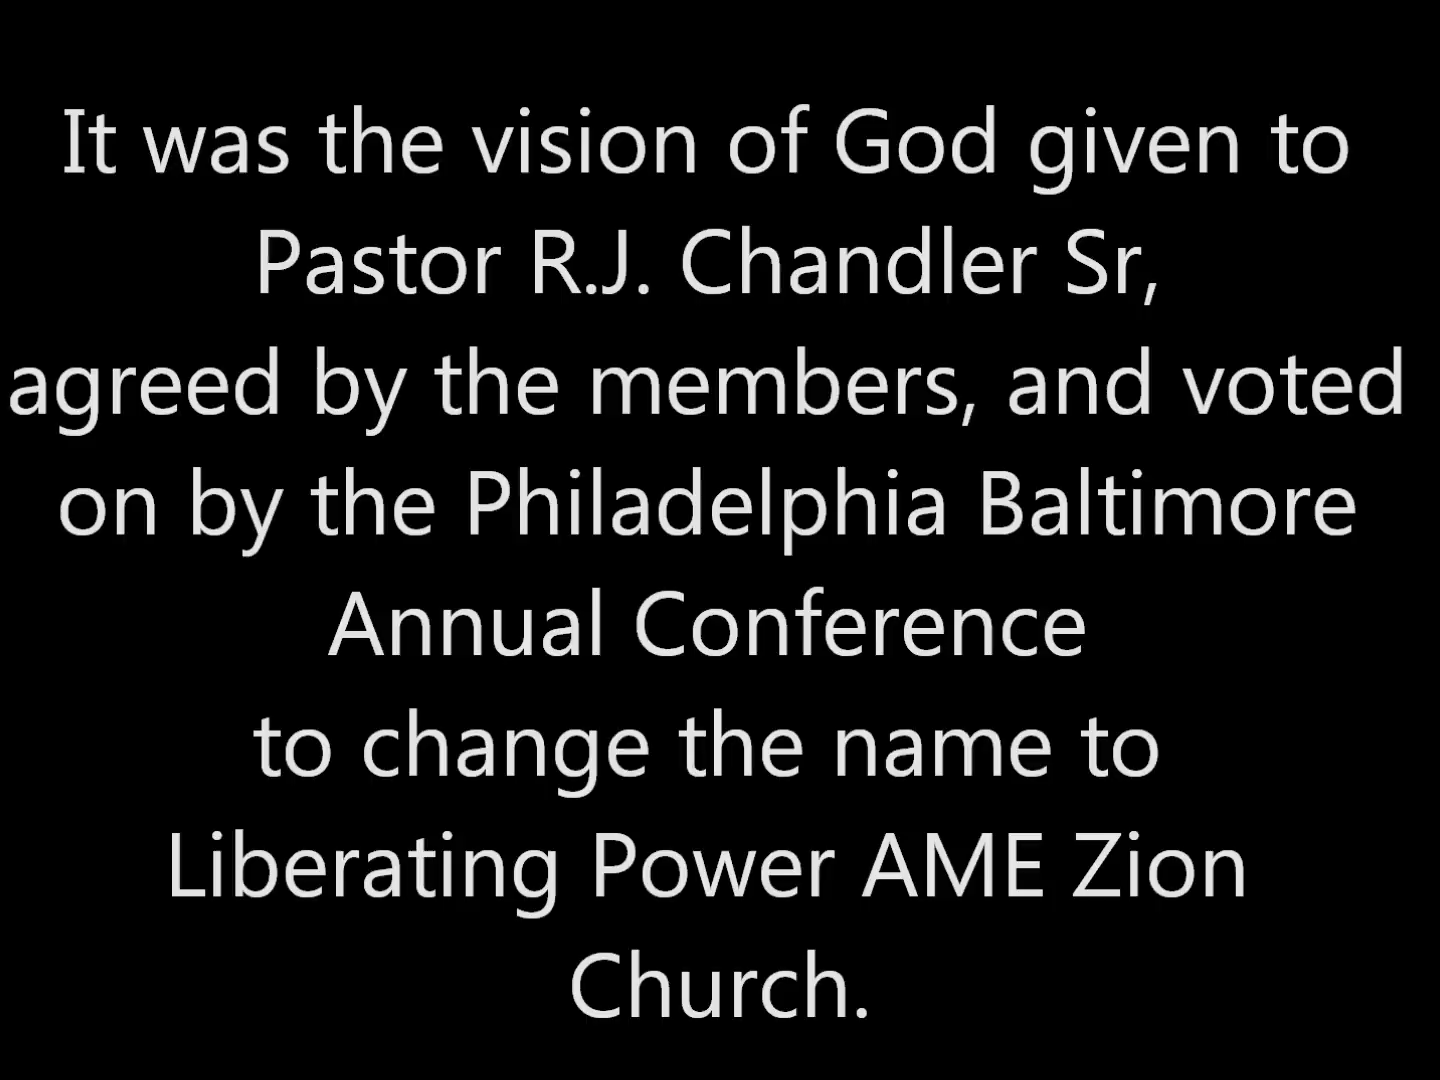 It was the vision of God given to
Pastor R.J. Chandler Sr,
agreed by the members, and voted
on by the Philadelphia Baltimore
Annual Conference
to change the name to
Liberating Power AME Zion
Church.